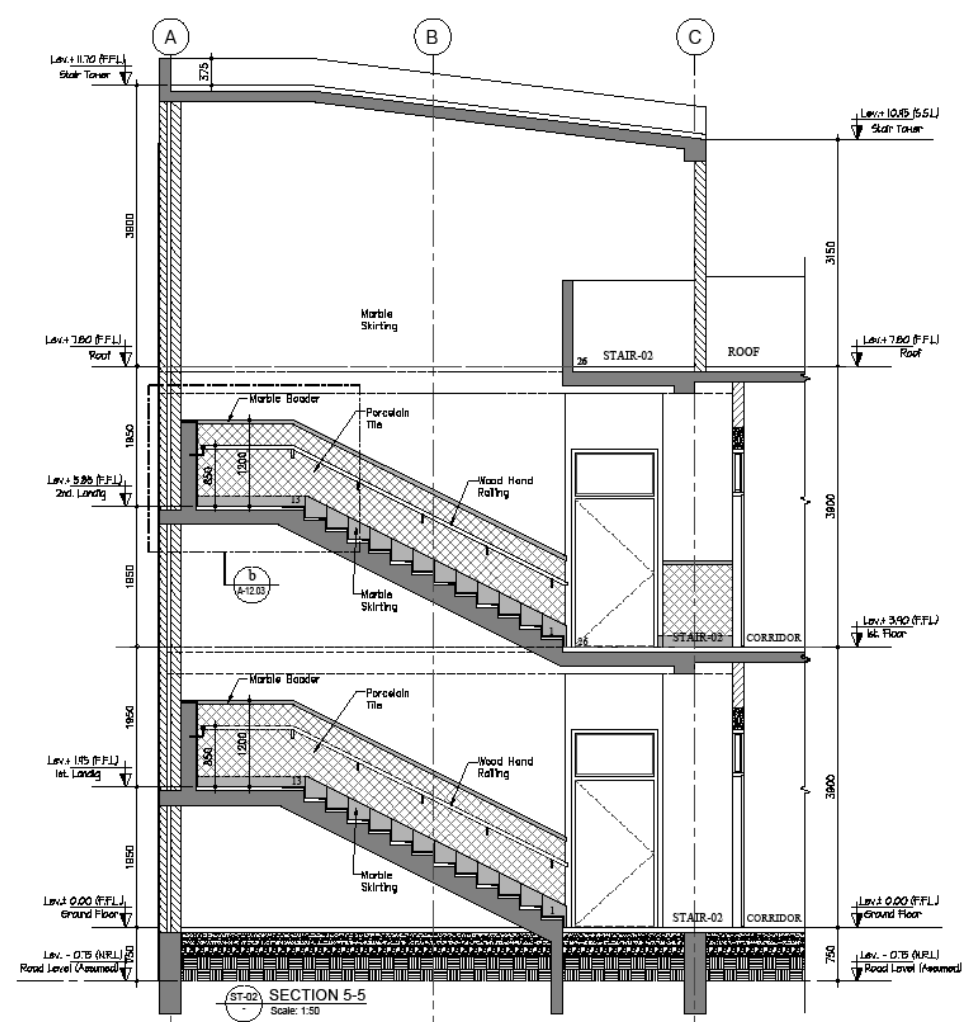 A
B
C
Lev.+ 11.70 (F.F.L)
Stair Tower
375
Lev.+ 10.95 (S.S.L)
Stair Tower
3900
3150
Marble
Skirting
Lev.+ 7.80 (F.F.L)
Roof
26
STAIR-02
ROOF
Lev.+ 7.80 (F.F.L)
Roof
Marble Boader
Porcelain
Tile
1950
850
1200
Wood Hand
Railing
Lev.+ 5.85 (F.F.L)
2nd. Landig
13
3900
b
A-12.03
1950
Marble
Skirting
1
26
STAIR-02
CORRIDOR
Lev.+ 3.90 (F.F.L)
1st. Floor
Marble Boader
Porcelain
Tile
1950
850
1200
Wood Hand
Railing
Lev.+ 1.95 (F.F.L)
1st. Landig
13
3900
1950
Marble
Skirting
1
STAIR-02
CORRIDOR
Lev.± 0.00 (F.F.L)
Ground Floor
Lev.± 0.00 (F.F.L)
Ground Floor
Lev. - 0.75 (N.R.L)
Road Level (Assumed)
750
750
Lev. - 0.75 (N.R.L)
Road Level (Assumed)
ST-02
-
SECTION 5-5
Scale: 1:50